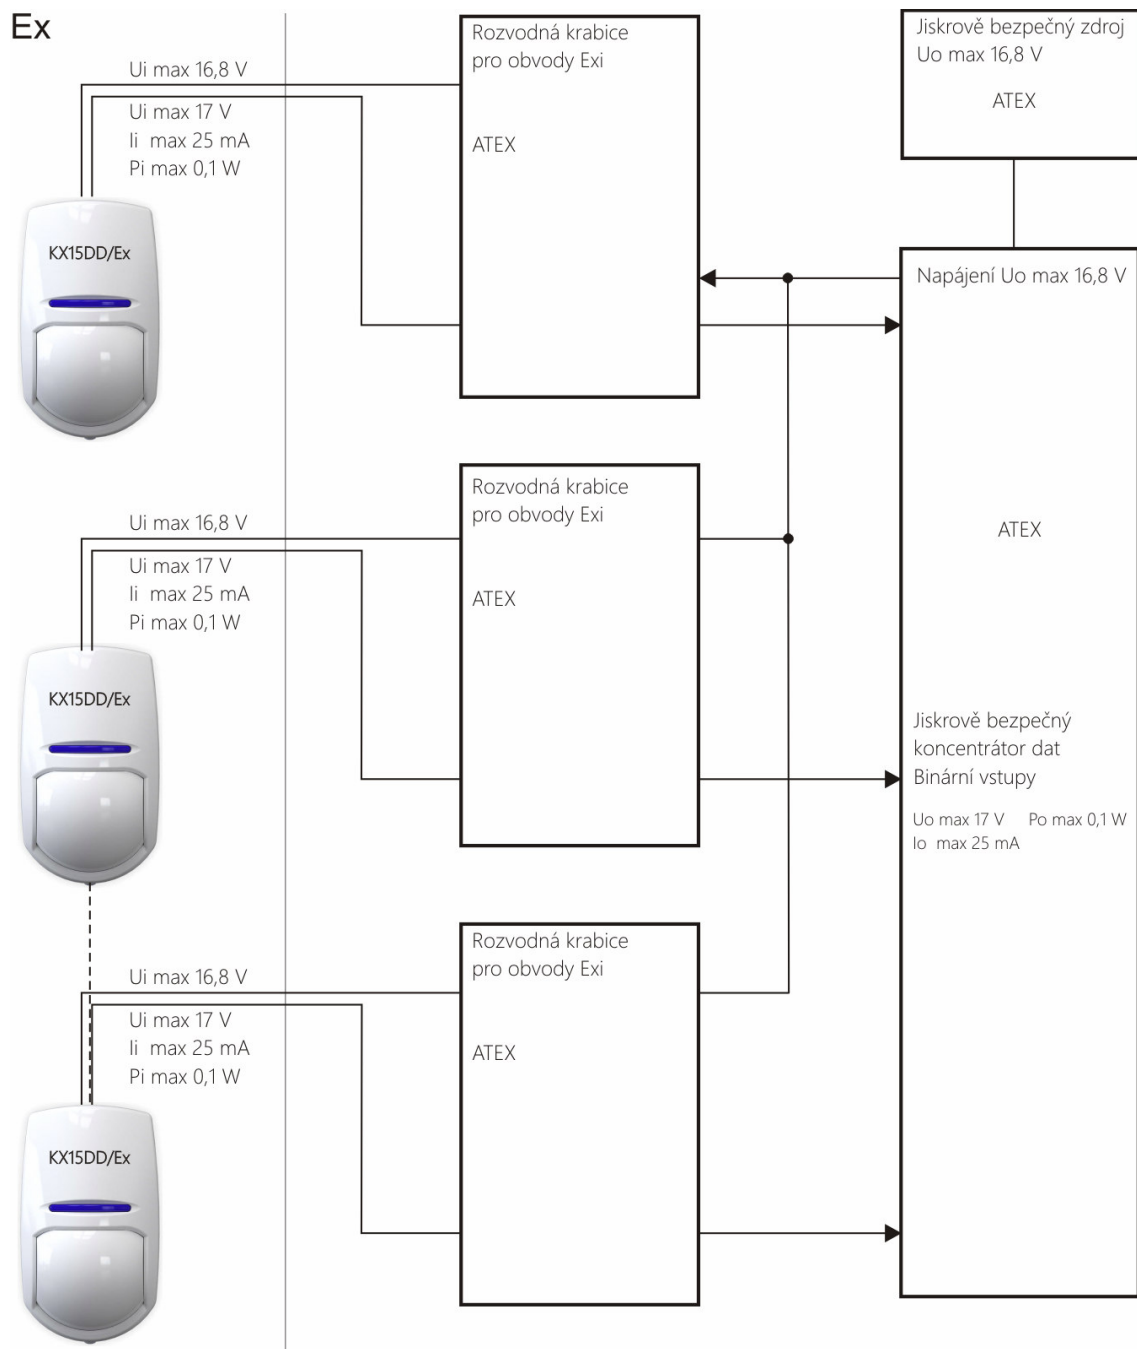 Ex
Ui max 16,8 V
Ui max 17 V
Ii max 25 mA
Pi max 0,1 W
KX15DD/Ex
Rozvodná krabice
pro obvody Exi
ATEX
Jiskrově bezpečný zdroj
Uo max 16,8 V
ATEX
Napájení Uo max 16,8 V
Ui max 16,8 V
Ui max 17 V
Ii max 25 mA
Pi max 0,1 W
KX15DD/Ex
Rozvodná krabice
pro obvody Exi
ATEX
ATEX
Jiskrově bezpečný
koncentrátor dat
Binární vstupy
Uo max 17 V Po max 0,1 W
Io max 25 mA
Ui max 16,8 V
Ui max 17 V
Ii max 25 mA
Pi max 0,1 W
KX15DD/Ex
Rozvodná krabice
pro obvody Exi
ATEX